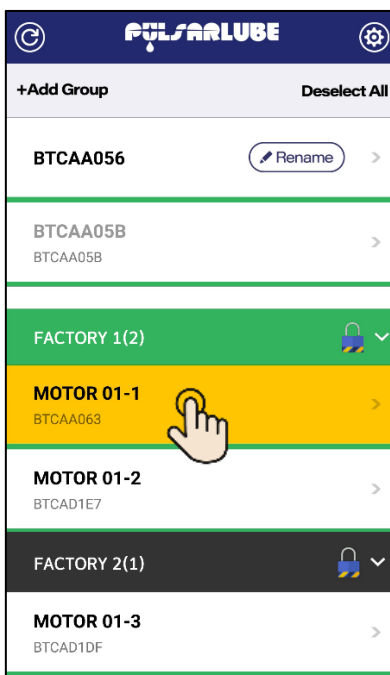 PULSARLUBE
+Add Group Deselect All
BTCAA056 Rename
BTCAA05B
BTCAA05B
FACTORY 1(2)
MOTOR 01-1
BTCAA063
MOTOR 01-2
BTCAD1E7
FACTORY 2(1)
MOTOR 01-3
BTCAD1DF